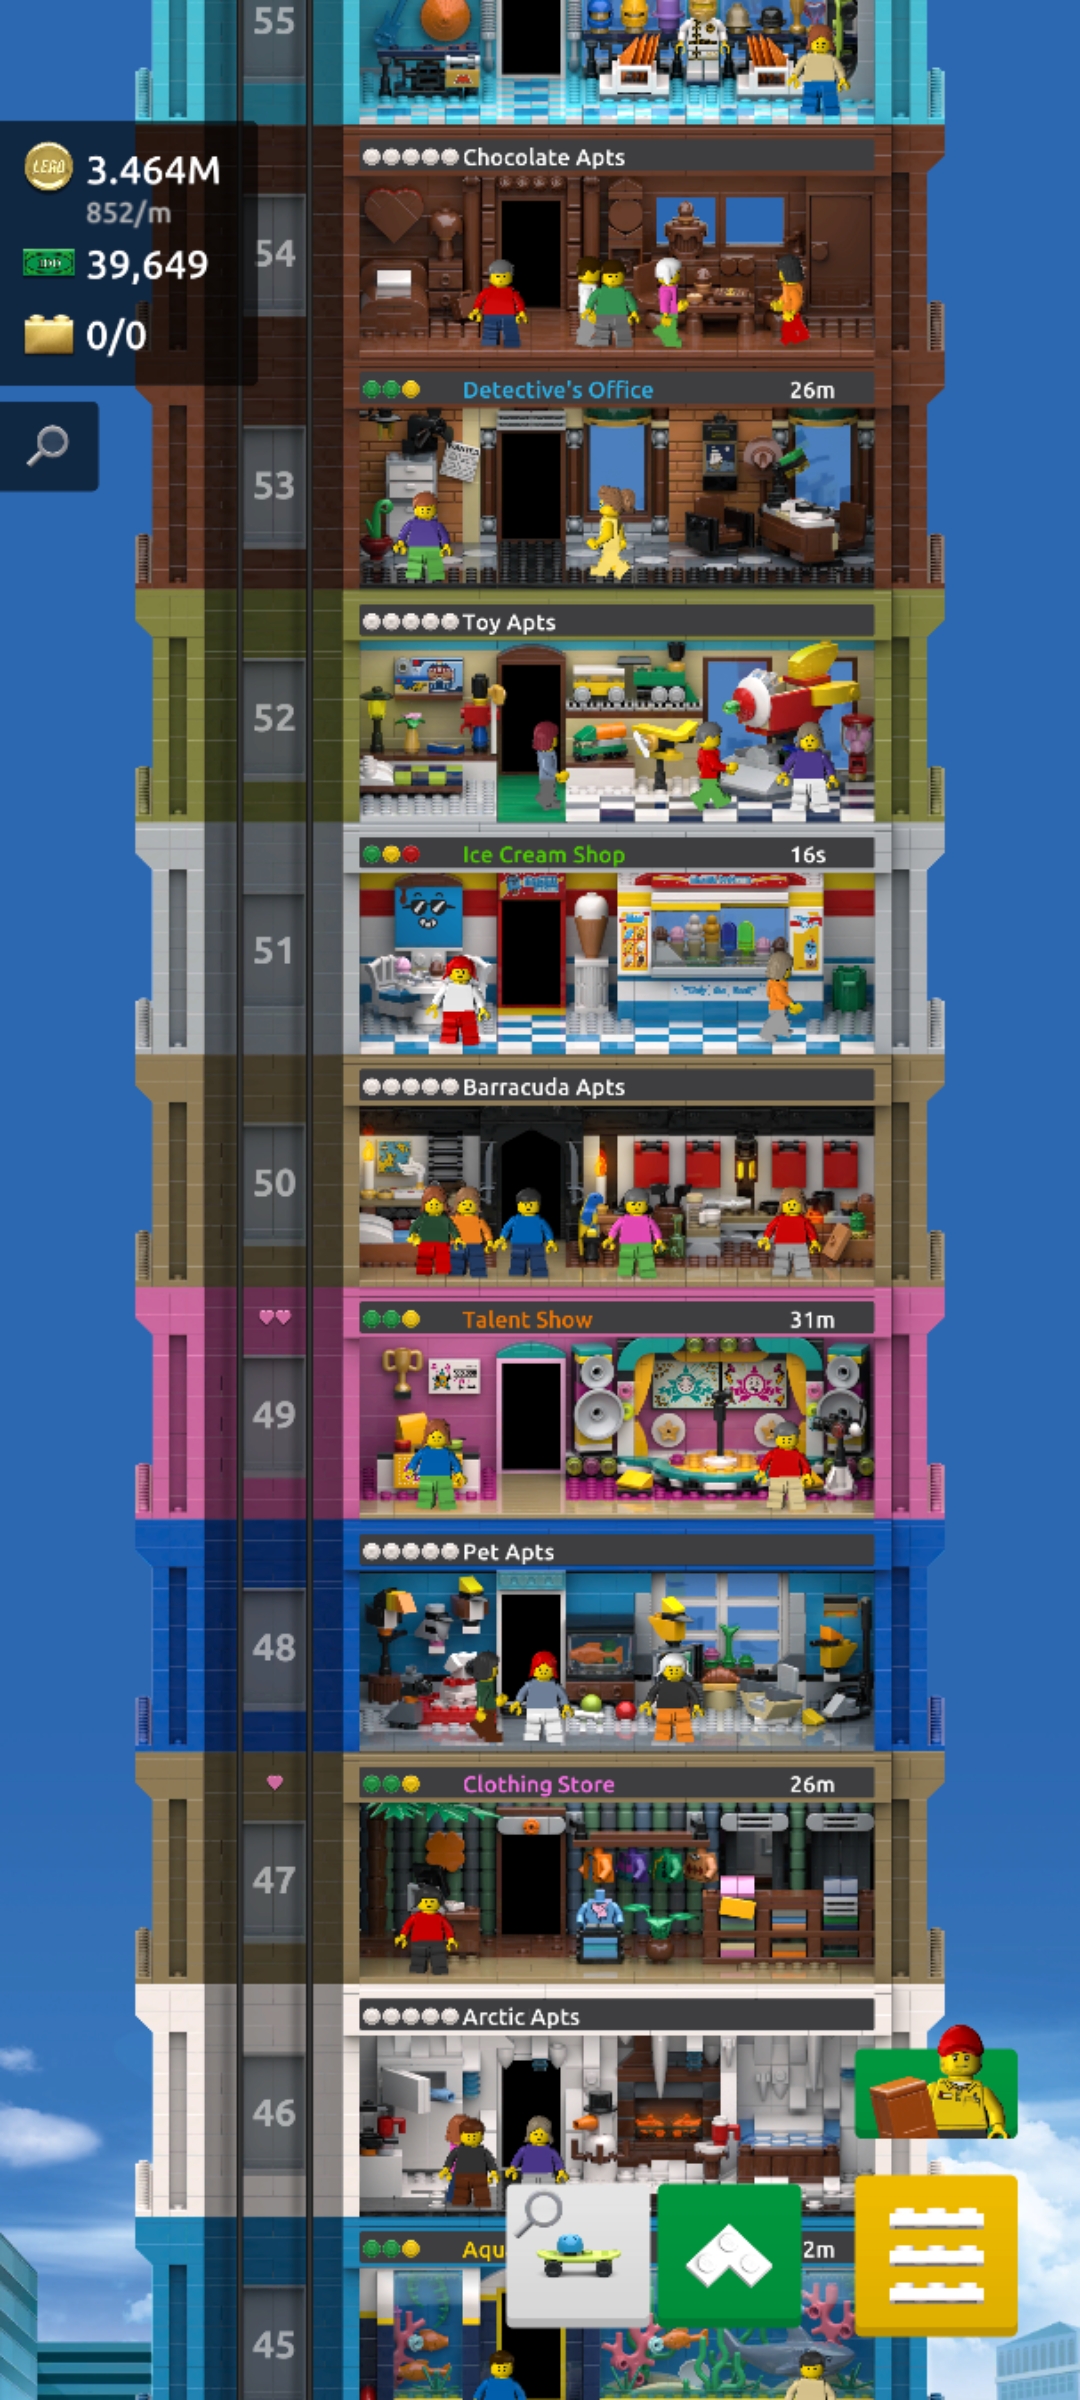 55
LEGO
3.464M
852/m
39,649
0/0
Chocolate Apts
54
Detective's Office 26m
WANTED
53
Toy Apts
52
Ice Cream Shop 16s
51
Barracuda Apts
50
Talent Show 31m
49
Pet Apts
48
Clothing Store 26m
47
Arctic Apts
46
Aqu
2m
45